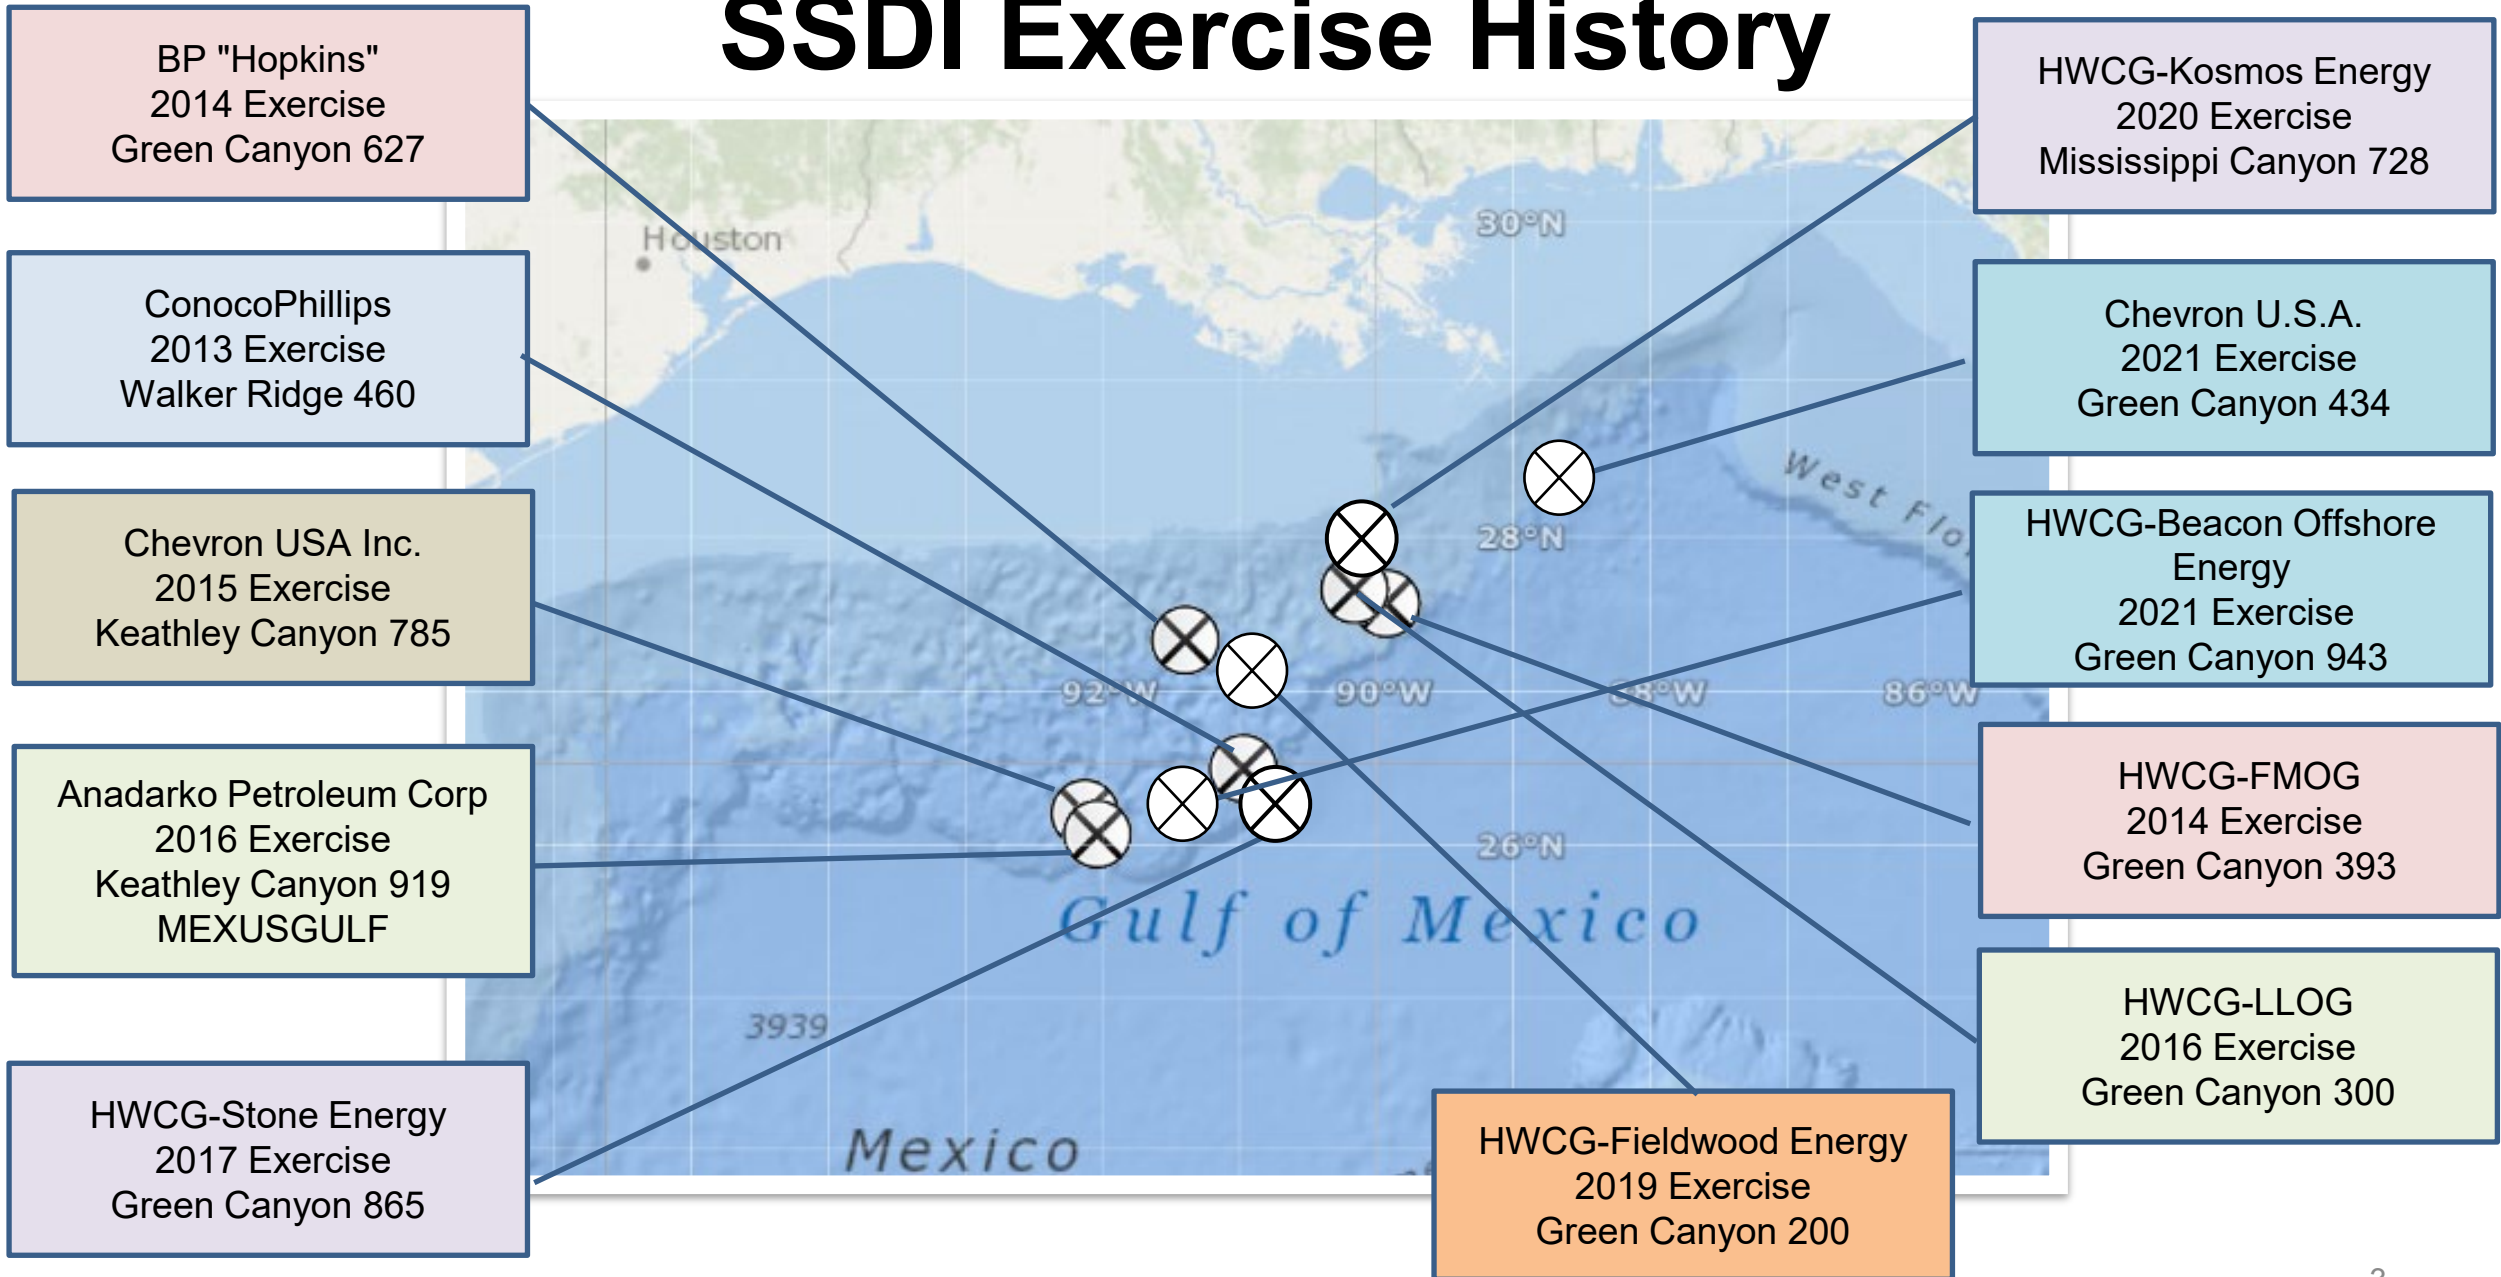 SSDI Exercise History
BP "Hopkins"
2014 Exercise
Green Canyon 627
ConocoPhillips
2013 Exercise
Walker Ridge 460
Chevron USA Inc.
2015 Exercise
Keathley Canyon 785
Anadarko Petroleum Corp
2016 Exercise
Keathley Canyon 919
MEXUSGULF
HWCG-Stone Energy
2017 Exercise
Green Canyon 865
Houston
30°N
28°N
West Flo
92°W
90°W
88°W
86°W
26°N
Gulf of Mexico
3939
Mexico
HWCG-Kosmos Energy
2020 Exercise
Mississippi Canyon 728
Chevron U.S.A.
2021 Exercise
Green Canyon 434
HWCG-Beacon Offshore
Energy
2021 Exercise
Green Canyon 943
HWCG-FMOG
2014 Exercise
Green Canyon 393
HWCG-LLOG
2016 Exercise
Green Canyon 300
HWCG-Fieldwood Energy
2019 Exercise
Green Canyon 200